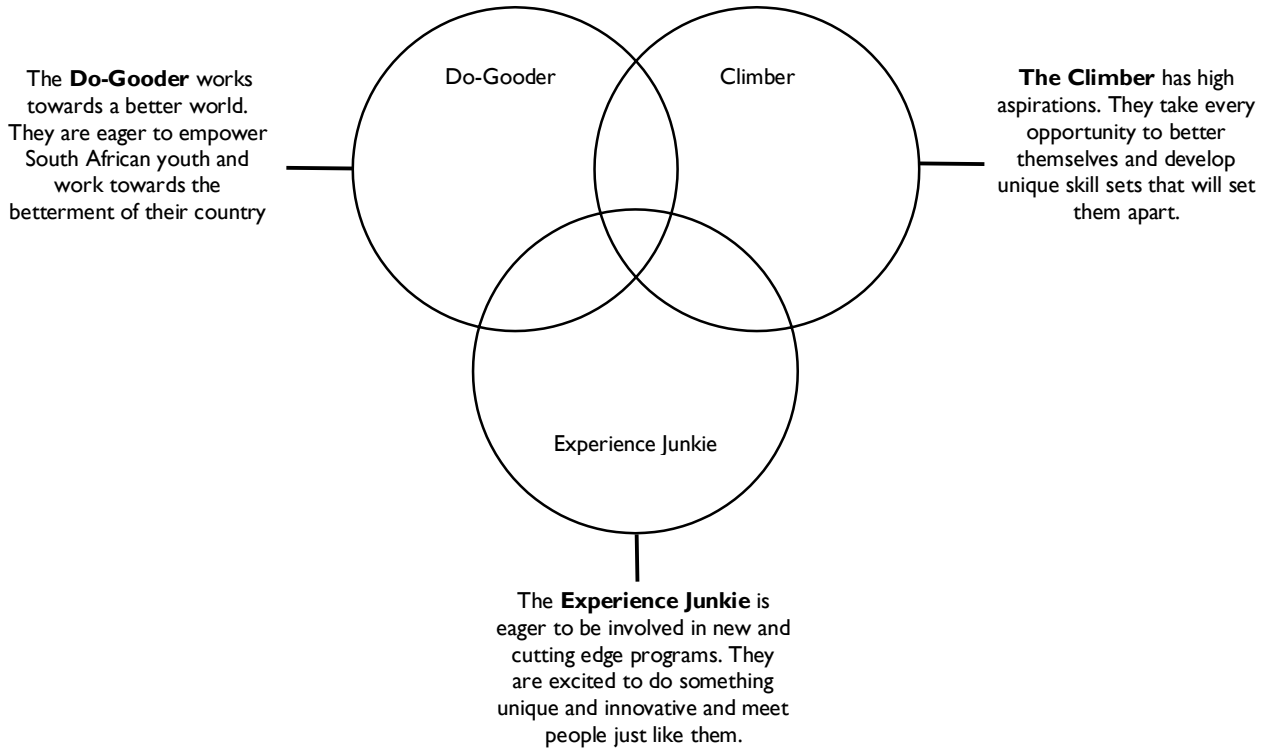 Do-Gooder
Climber
The Do-Gooder works
towards a better world.
They are eager to empower
South African youth and
work towards the
betterment of their country
The Climber has high
aspirations. They take every
opportunity to better
themselves and develop
unique skill sets that will set
them apart.
Experience Junkie
The Experience Junkie is
eager to be involved in new and
cutting edge programs. They
are excited to do something
unique and innovative and meet
people just like them.